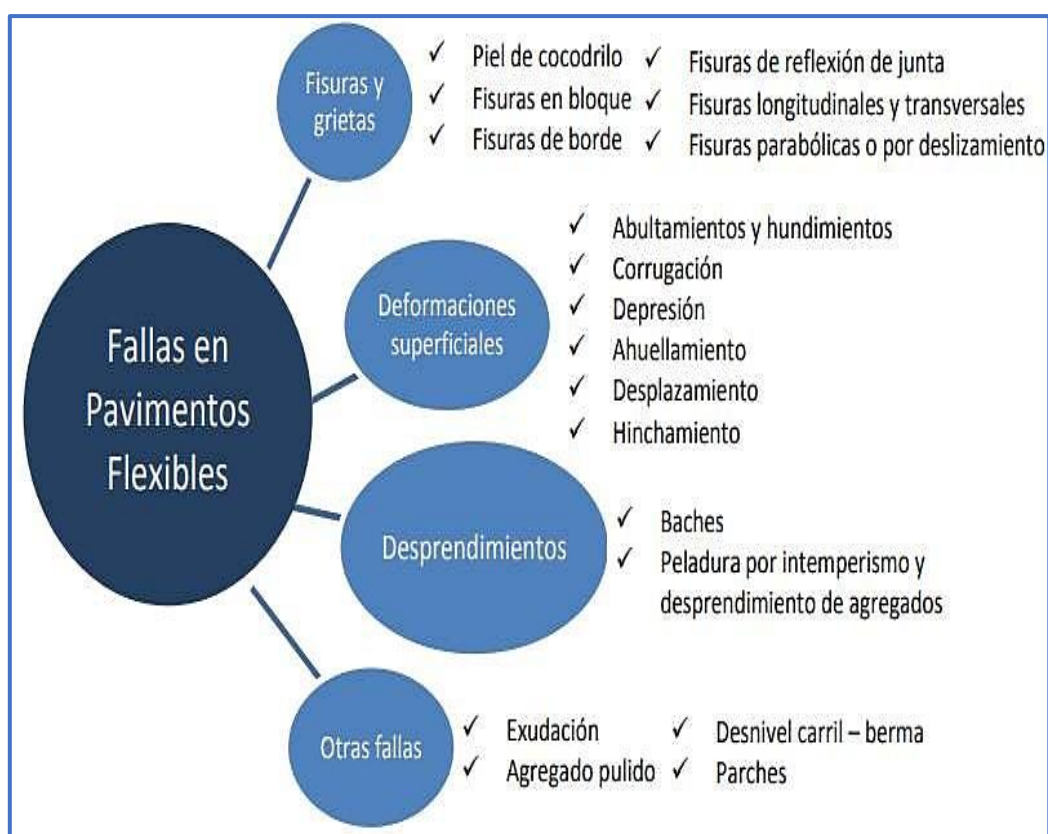 Fallas en
Pavimentos
Flexibles
Fisuras y
grietas
✓ Piel de cocodrilo
✓ Fisuras en bloque
✓ Fisuras de borde
✓ Fisuras de reflexión de junta
✓ Fisuras longitudinales y transversales
✓ Fisuras parabólicas o por deslizamiento
Deformaciones
superficiales
✓ Abultamientos y hundimientos
✓ Corrugación
✓ Depresión
✓ Ahuellamiento
✓ Desplazamiento
✓ Hinchamiento
Desprendimientos
✓ Baches
✓ Peladura por intemperismo y
desprendimiento de agregados
Otras fallas
✓ Exudación
✓ Agregado pulido
✓ Desnivel carril – berma
✓ Parches